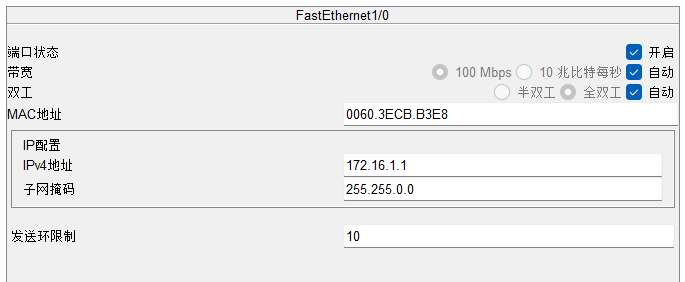 FastEthernet1/0
端口状态 开启
带宽 100 Mbps 10 兆比特每秒 自动
双工 半双工 全双工 自动
MAC地址 0060.3ECB.B3E8
IP配置
IPv4地址 172.16.1.1
子网掩码 255.255.0.0
发送环限制 10